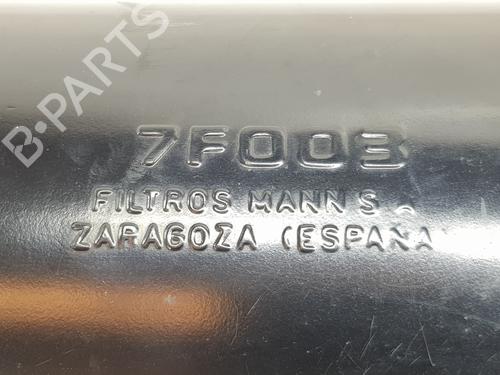 B-PARTS
7F003
FILTROS MANN S A
ZARAGOZA (ESPAÑA)